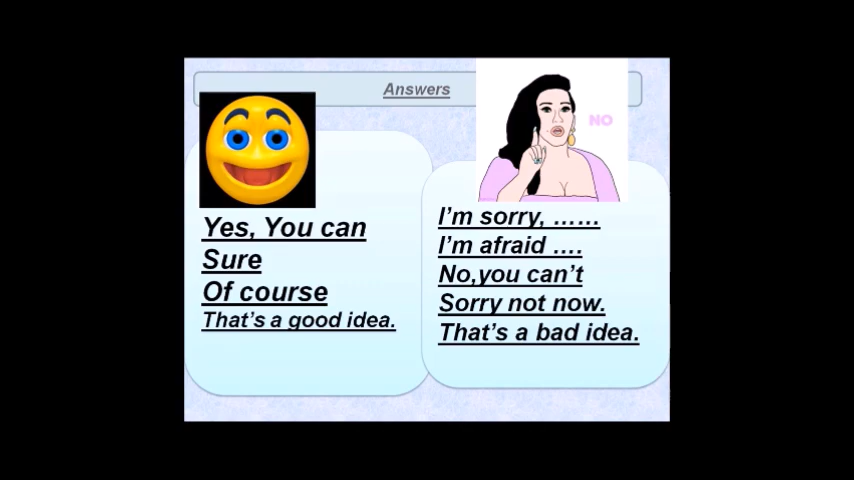 Answers
NO
Yes, You can
Sure
Of course
That’s a good idea.
I’m sorry, ……
I’m afraid ….
No,you can’t
Sorry not now.
That’s a bad idea.